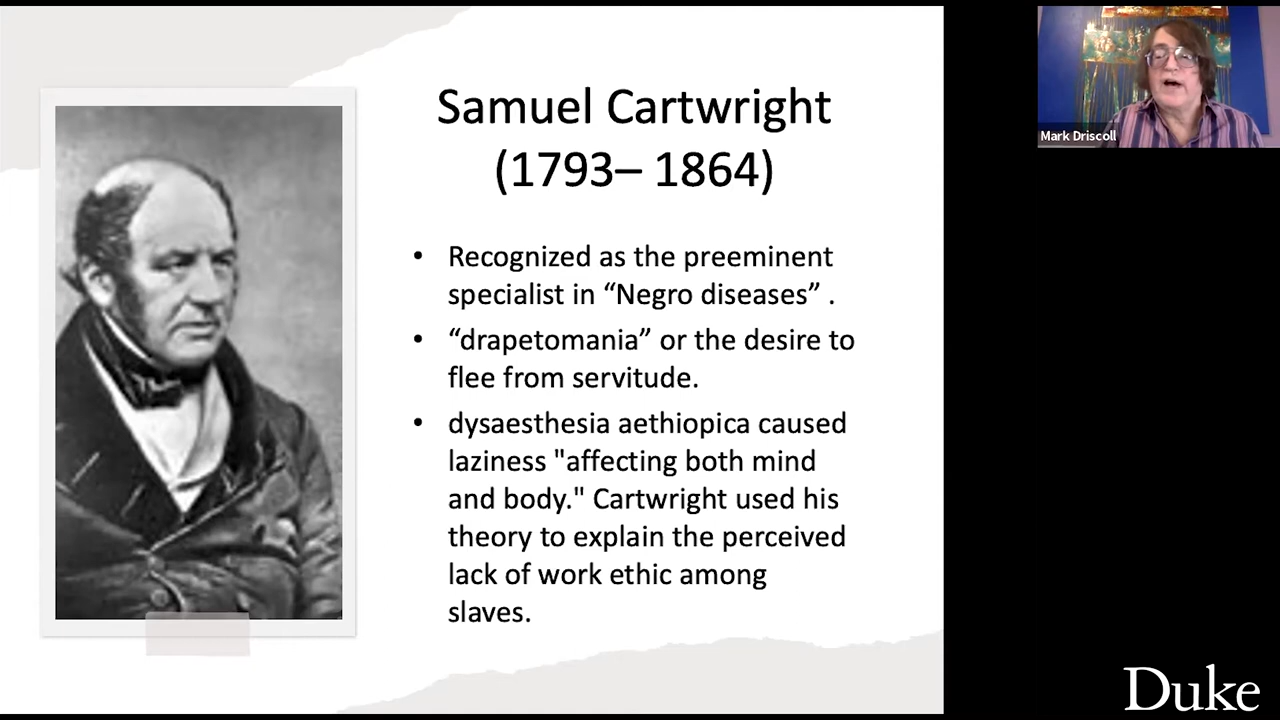 Samuel Cartwright
(1793– 1864)
• Recognized as the preeminent
specialist in “Negro diseases” .
• “drapetomania” or the desire to
flee from servitude.
• dysaesthesia aethiopica caused
laziness "affecting both mind
and body." Cartwright used his
theory to explain the perceived
lack of work ethic among
slaves.
Mark Driscoll
Duke